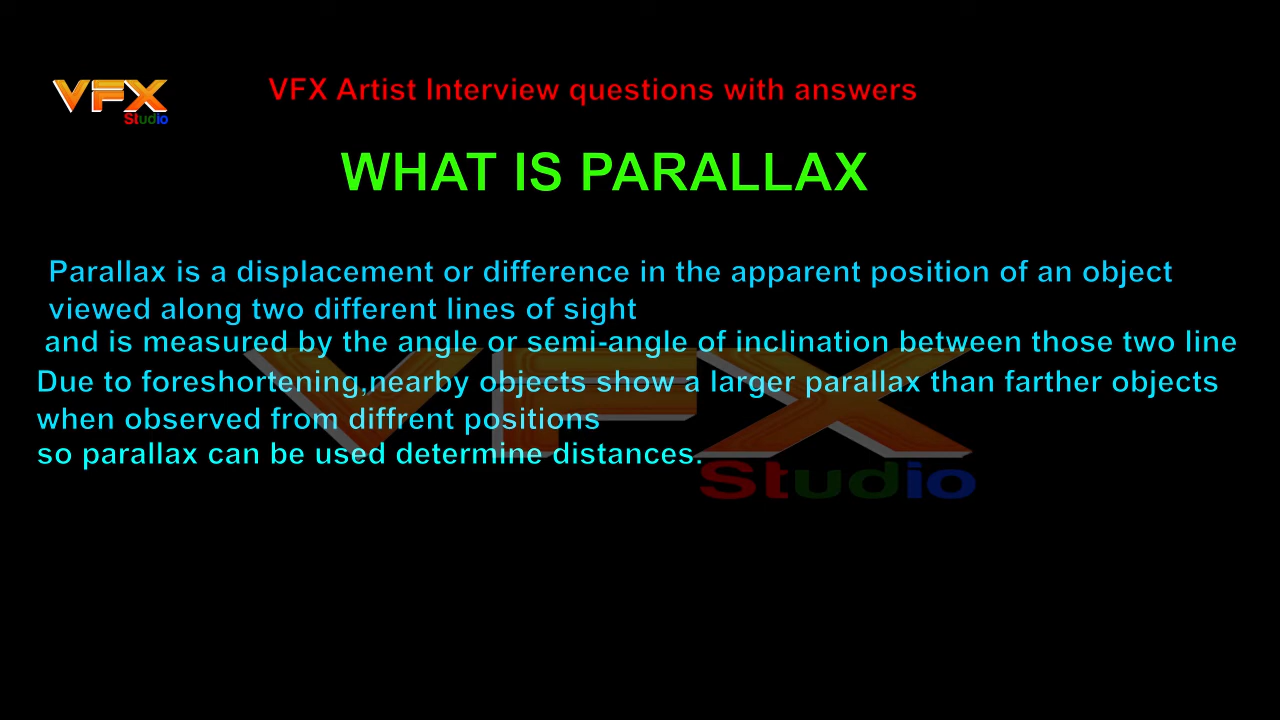 VFX
Studio
VFX Artist Interview questions with answers
WHAT IS PARALLAX
Parallax is a displacement or difference in the apparent position of an object
viewed along two different lines of sight
and is measured by the angle or semi-angle of inclination between those two line
Due to foreshortening,nearby objects show a larger parallax than farther objects
when observed from diffrent positions
so parallax can be used determine distances.
VFX
Studio